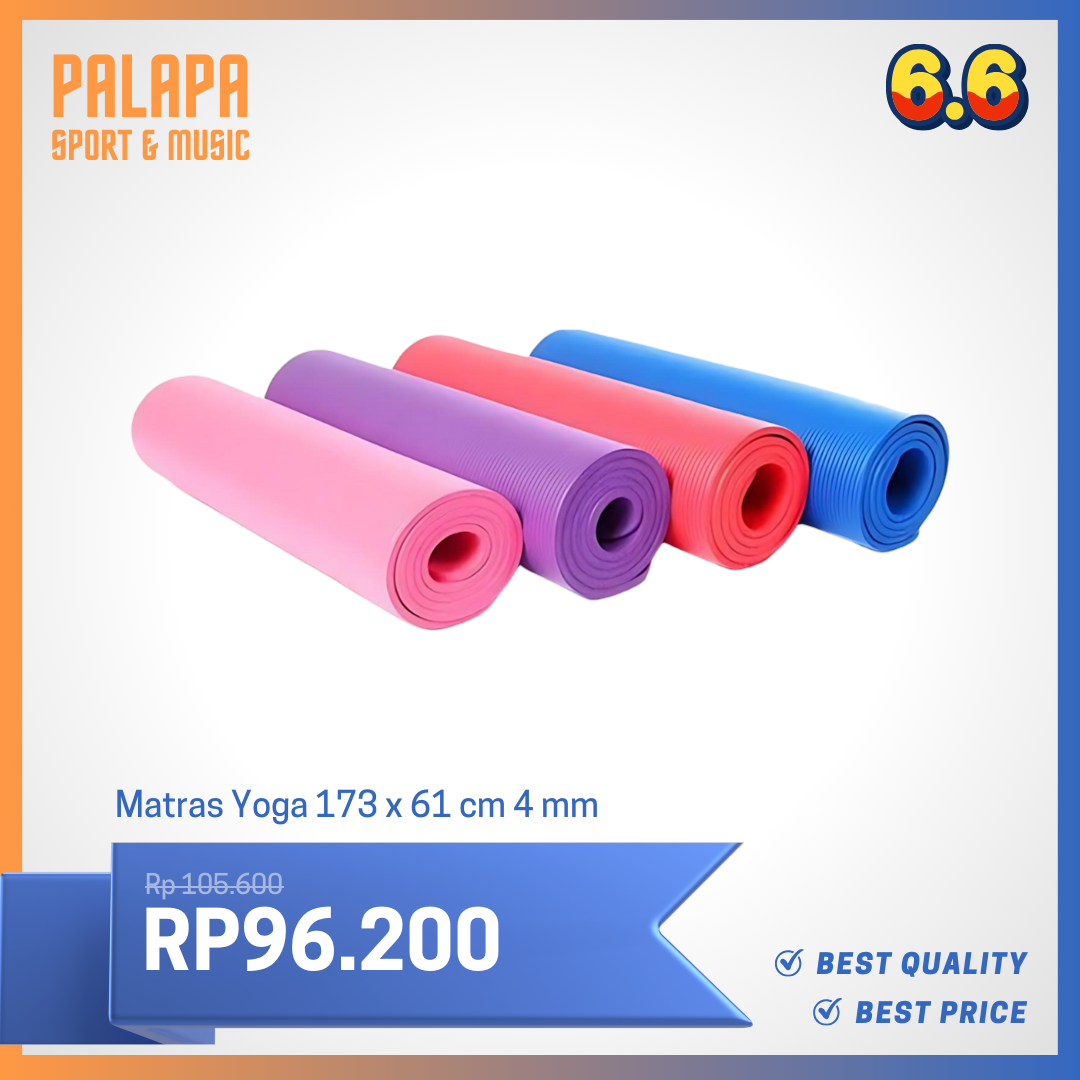 PALAPA
SPORT & MUSIC
6.6
Matras Yoga 173 x 61 cm 4 mm
Rp 105.600
RP96.200
BEST QUALITY
BEST PRICE